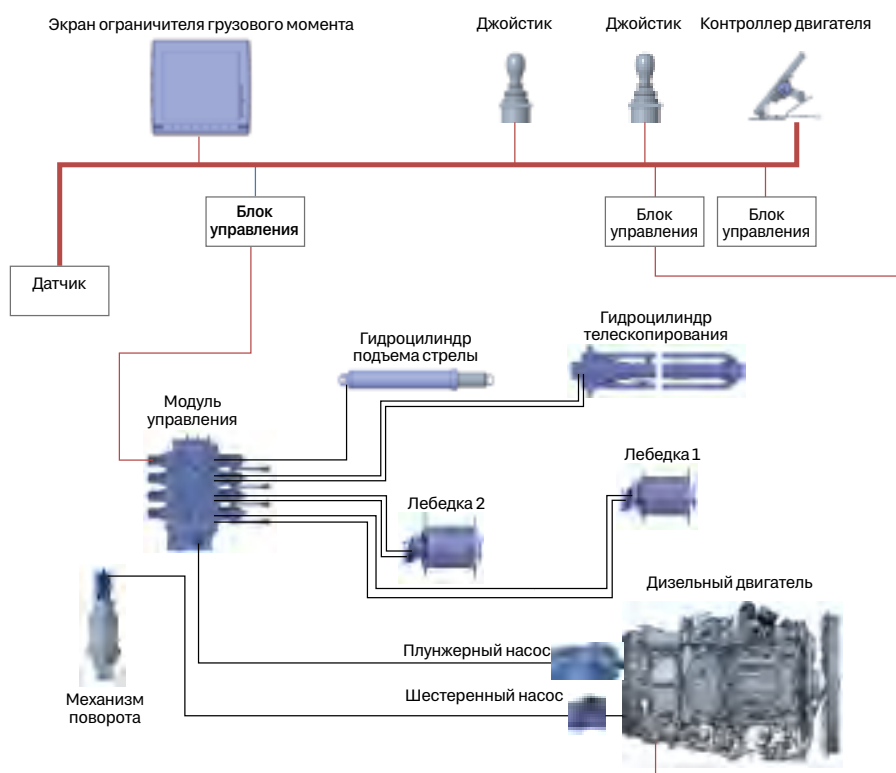 Экран ограничителя грузового момента
Джойстик
Джойстик
Контроллер двигателя
Блок
управления
Блок
управления
Блок
управления
Датчик
Гидроцилиндр
подъема стрелы
Гидроцилиндр
телескопирования
Модуль
управления
Лебедка 1
Лебедка 2
Дизельный двигатель
Плунжерный насос
Шестеренный насос
Механизм
поворота